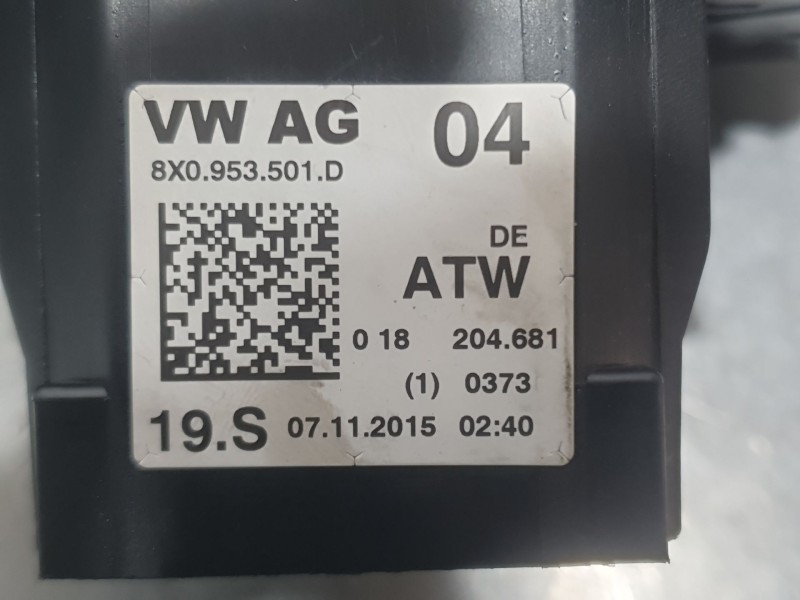 VW AG 04
8X0.953.501.D
DE
ATW
0 18 204.681
(1) 0373
19.S 07.11.2015 02:40